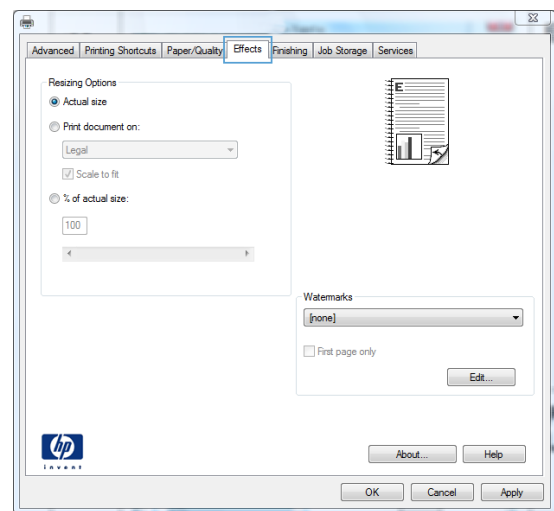 Advanced Printing Shortcuts Paper/Quality Effects Finishing Job Storage Services
Resizing Options
Actual size
Print document on:
Legal
Scale to fit
% of actual size:
100
E
Watermarks
[none]
First page only
Edit...
hp
invent
About... Help
OK Cancel Apply